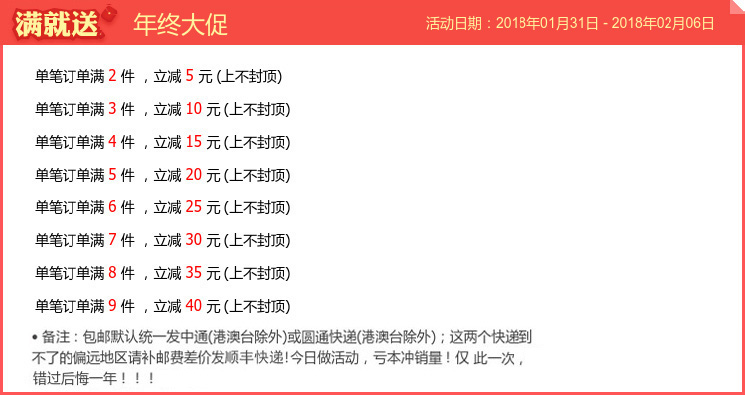 满就送 年终大促 活动日期：2018年01月31日 - 2018年02月06日
单笔订单满 2 件 ，立减 5 元 (上不封顶)
单笔订单满 3 件 ，立减 10 元 (上不封顶)
单笔订单满 4 件 ，立减 15 元 (上不封顶)
单笔订单满 5 件 ，立减 20 元 (上不封顶)
单笔订单满 6 件 ，立减 25 元 (上不封顶)
单笔订单满 7 件 ，立减 30 元 (上不封顶)
单笔订单满 8 件 ，立减 35 元 (上不封顶)
单笔订单满 9 件 ，立减 40 元 (上不封顶)
• 备注：包邮默认统一发中通(港澳台除外)或圆通快递(港澳台除外)；这两个快递到
不了的偏远地区请补邮费差价发顺丰快递!今日做活动，亏本冲销量！仅 此一次，
错过后悔一年！！！